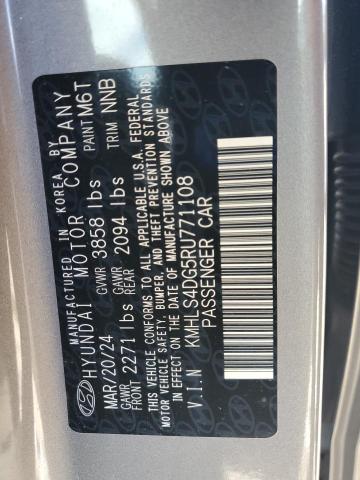 MANUFACTURED IN KOREA BY
HYUNDAI MOTOR COMPANY
MAR/20/24 GVWR 3858 lbs PAINT M6T
GAWR FRONT 2271 lbs GAWR REAR 2094 lbs TRIM NNB
THIS VEHICLE CONFORMS TO ALL APPLICABLE U.S.A. FEDERAL
MOTOR VEHICLE SAFETY, BUMPER, AND THEFT PREVENTION STANDARDS
IN EFFECT ON THE DATE OF MANUFACTURE SHOWN ABOVE
V.I.N KMHLS4DG5RU771108
PASSENGER CAR